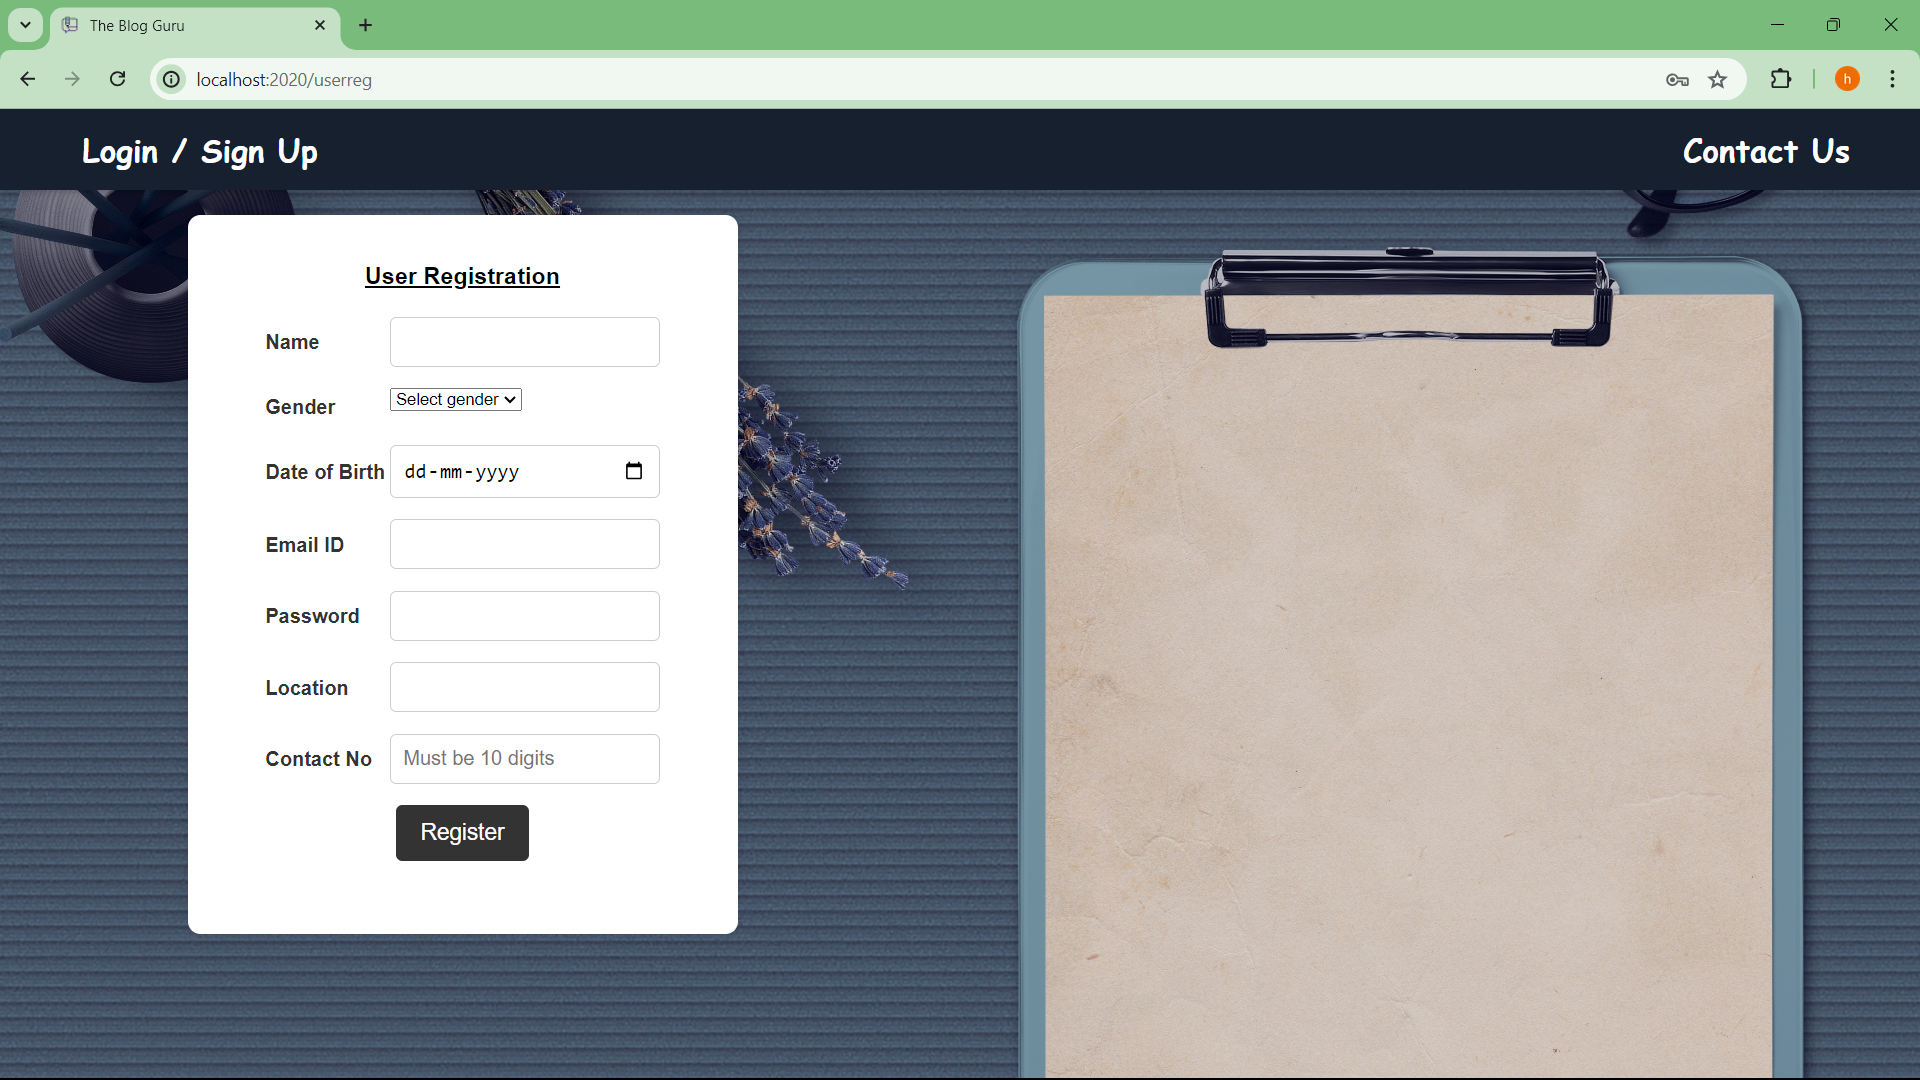 The Blog Guru
localhost:2020/userreg
h
Login / Sign Up
Contact Us
User Registration
Name
Gender
Select gender
Date of Birth
dd-mm-yyyy
Email ID
Password
Location
Contact No
Must be 10 digits
Register